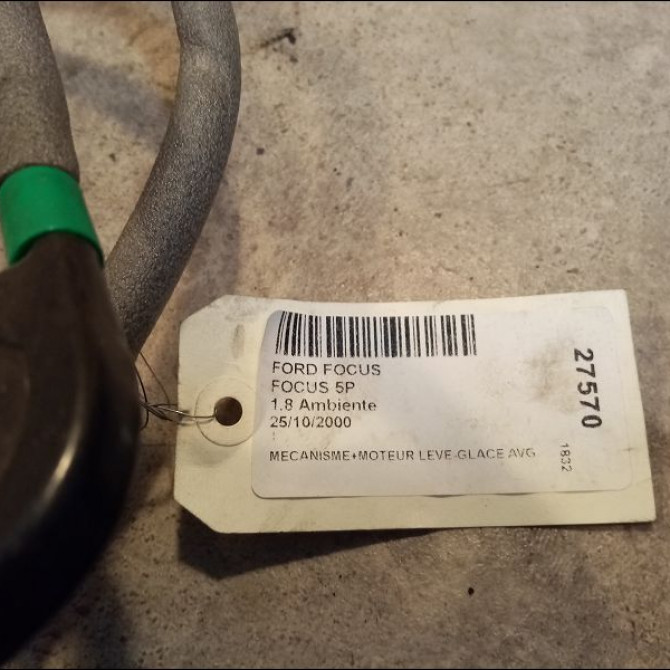 FORD FOCUS
FOCUS 5P
1.8 Ambiente
25/10/2000
MECANISME+MOTEUR LEVE-GLACE AVG
27570
1832